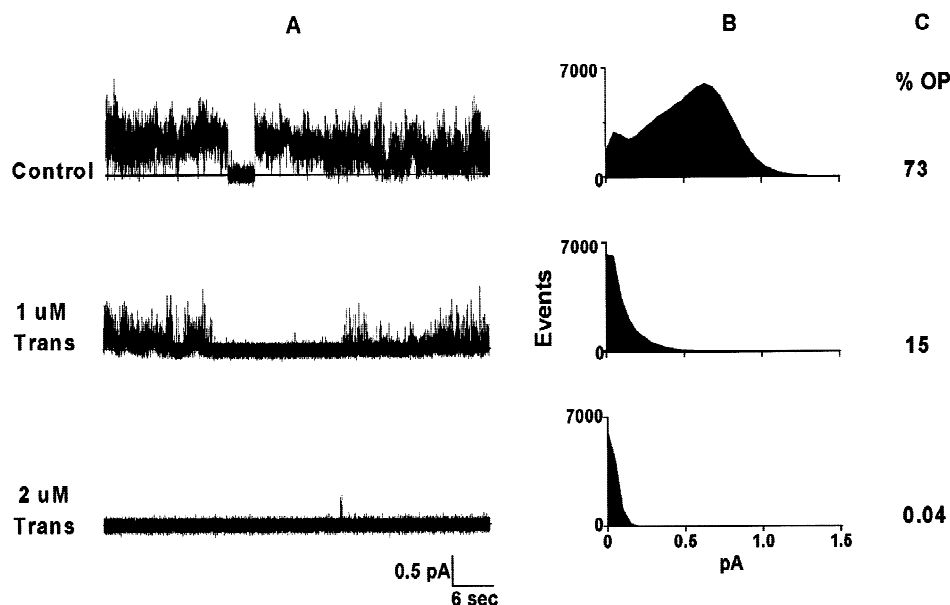 A
B
C
% OP
7000
0
Control
73
7000
Events
0
1 uM
Trans
15
7000
0
0
0.5
1.0
1.5
pA
2 uM
Trans
0.04
0.5 pA
6 sec